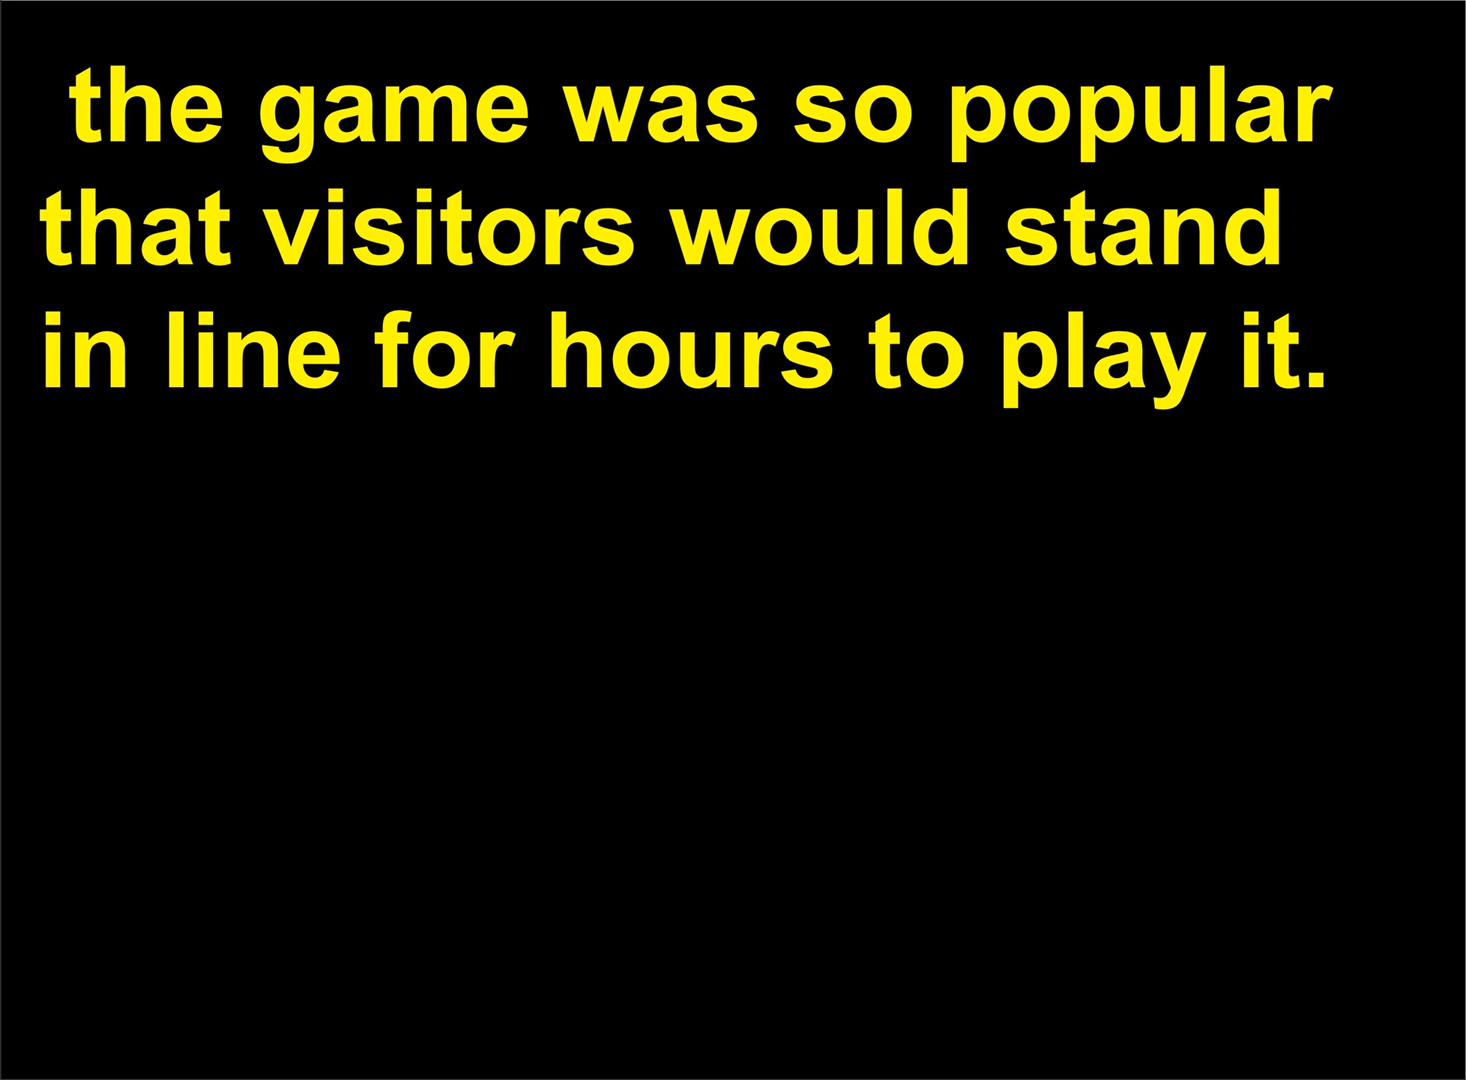 the game was so popular
that visitors would stand
in line for hours to play it.